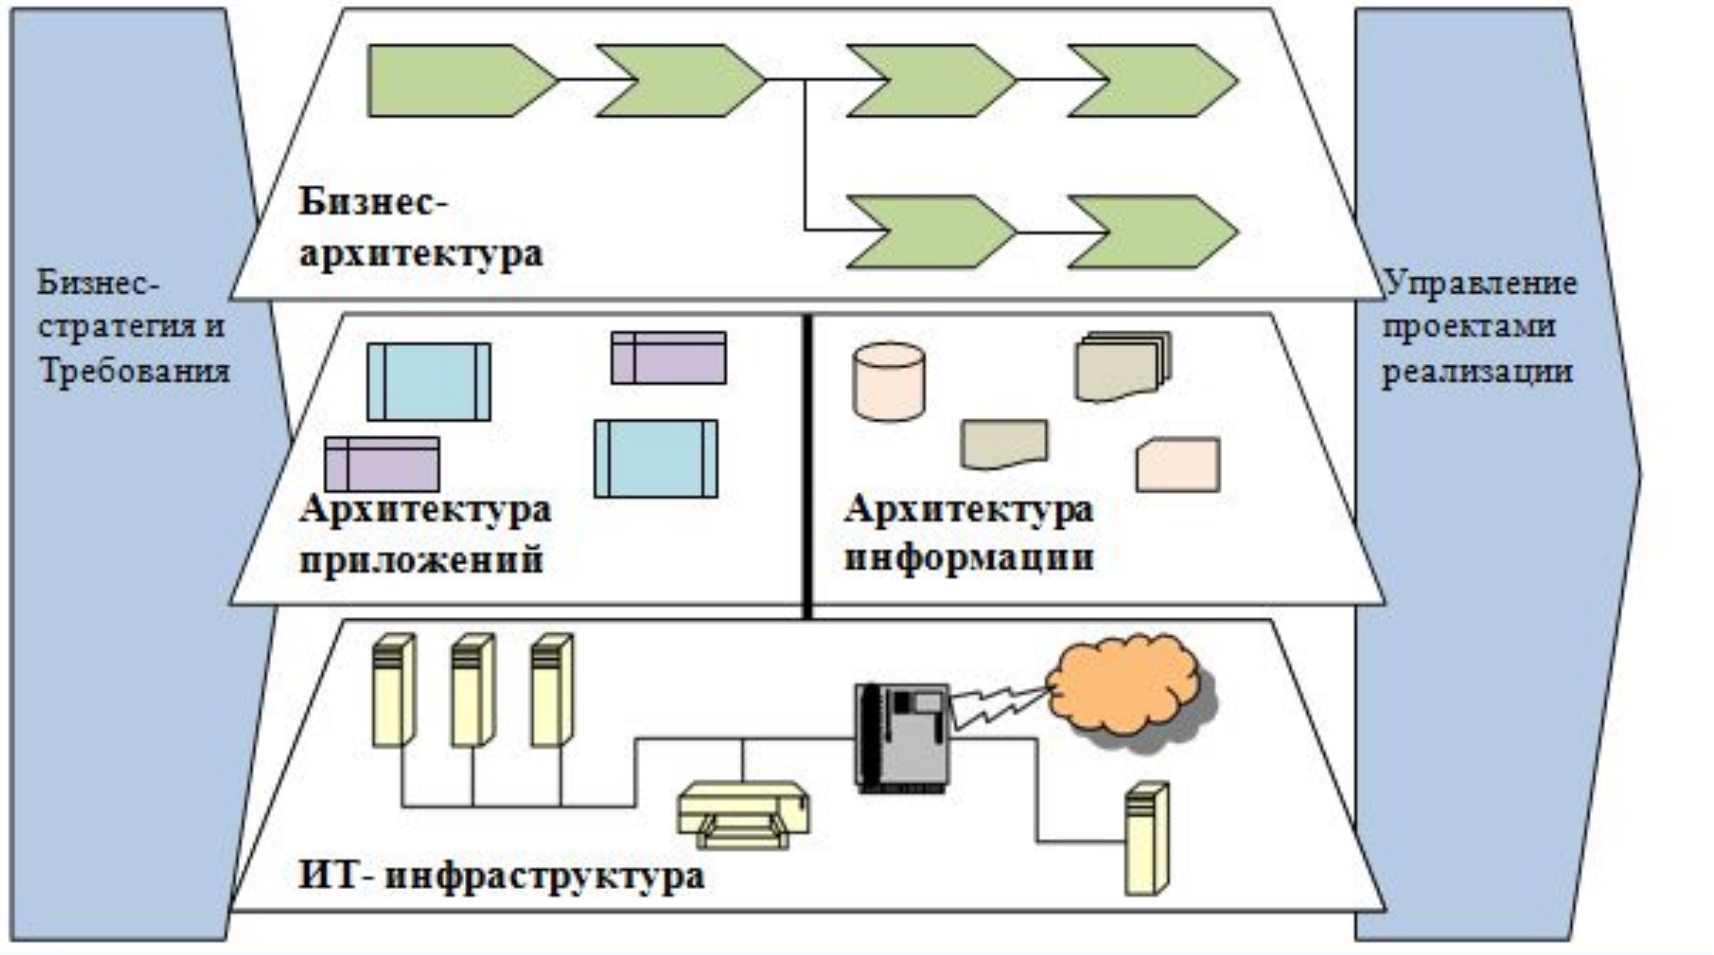 Бизнес-
стратегия и
Требования
Бизнес-
архитектура
Архитектура
приложений
Архитектура
информации
ИТ- инфраструктура
Управление
проектами
реализации